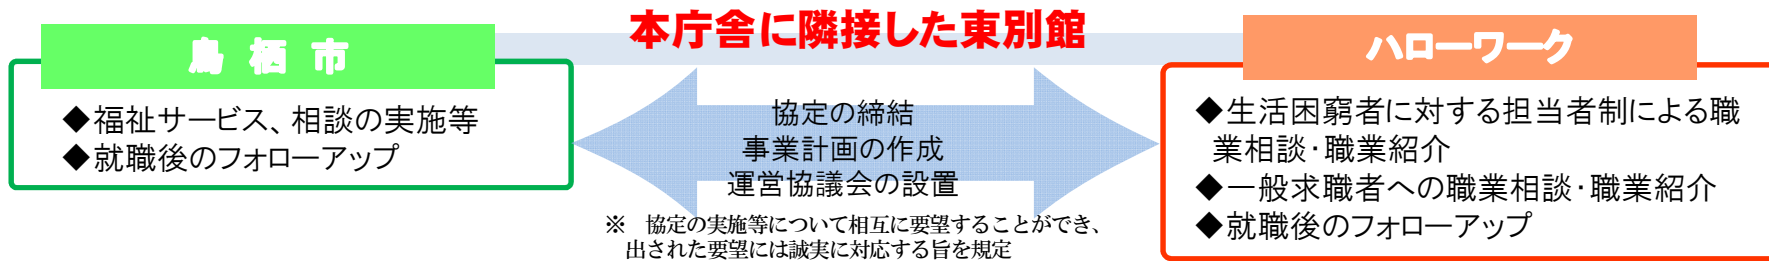 本庁舎に隣接した東別館
鳥 栖 市
◆福祉サービス、相談の実施等
◆就職後のフォローアップ
協定の締結
事業計画の作成
運営協議会の設置
※　協定の実施等について相互に要望することができ、
出された要望には誠実に対応する旨を規定
ハローワーク
◆生活困窮者に対する担当者制による職
業相談･職業紹介
◆一般求職者への職業相談･職業紹介
◆就職後のフォローアップ